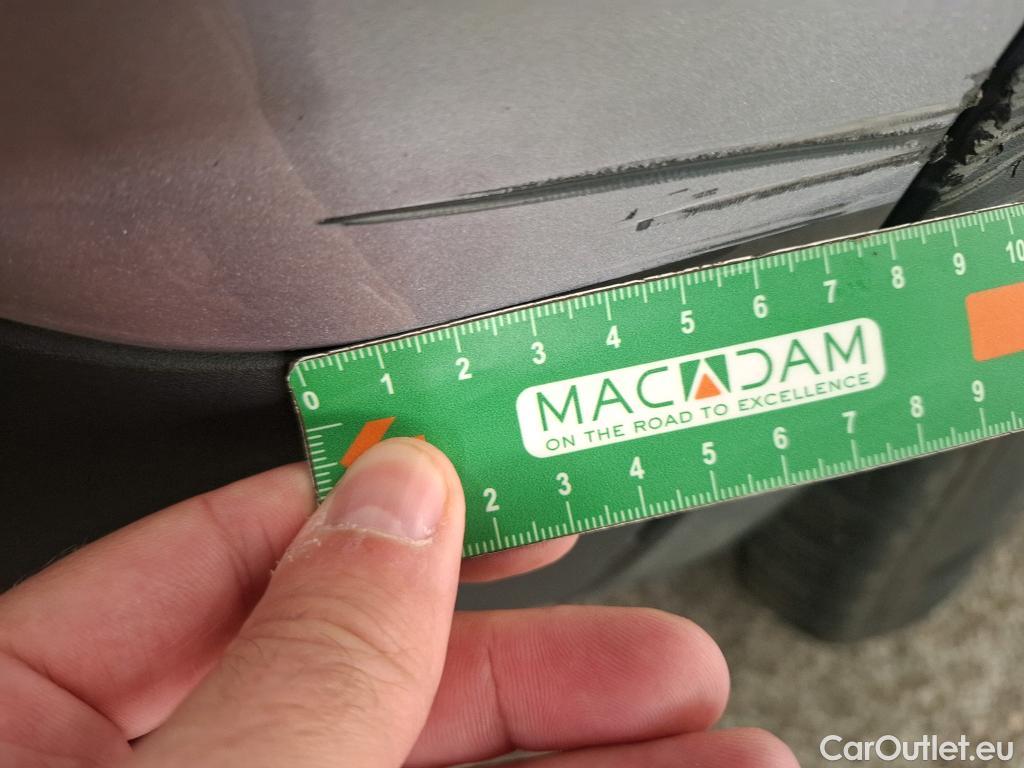 0 1 2 3 4 5 6 7 8 9 10
MACADAM
ON THE ROAD TO EXCELLENCE
2 3 4 5 6 7 8 9
CarOutlet.eu